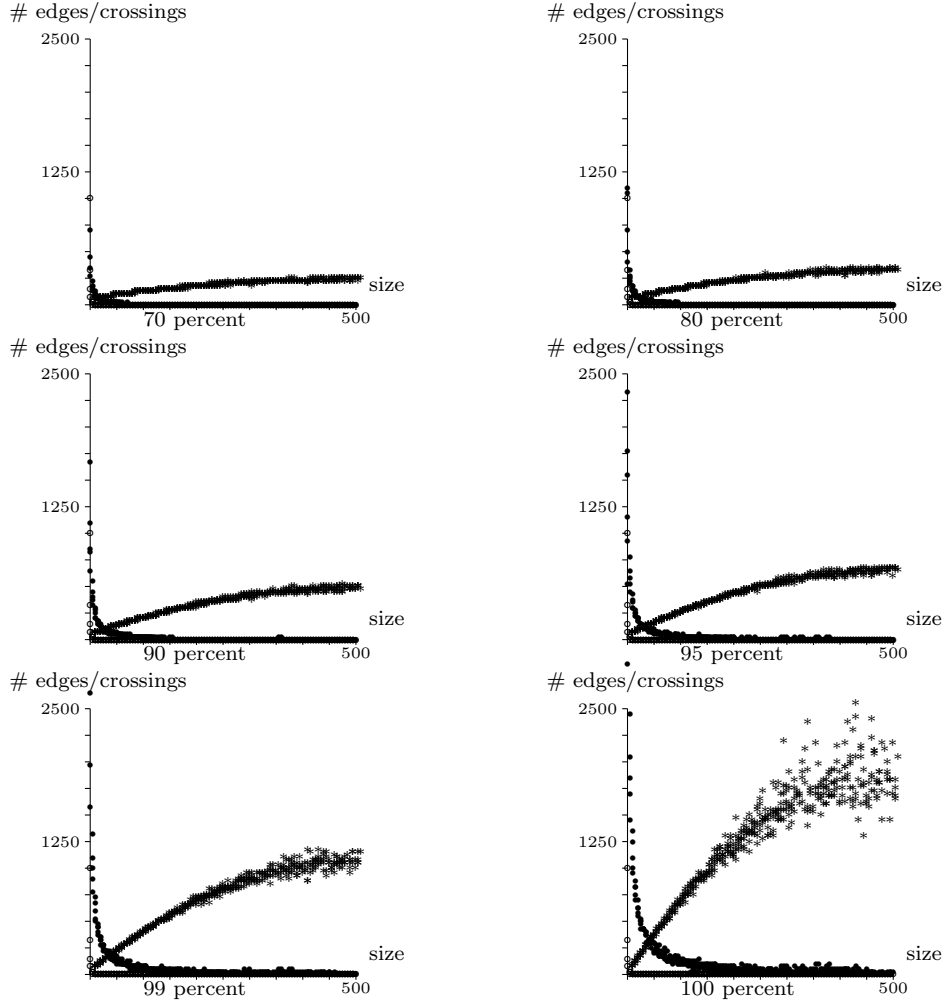 # edges/crossings
2500
1250
size
500
70 percent
# edges/crossings
2500
1250
size
500
80 percent
# edges/crossings
2500
1250
size
500
90 percent
# edges/crossings
2500
1250
size
500
95 percent
# edges/crossings
2500
1250
size
500
99 percent
# edges/crossings
2500
1250
size
500
100 percent